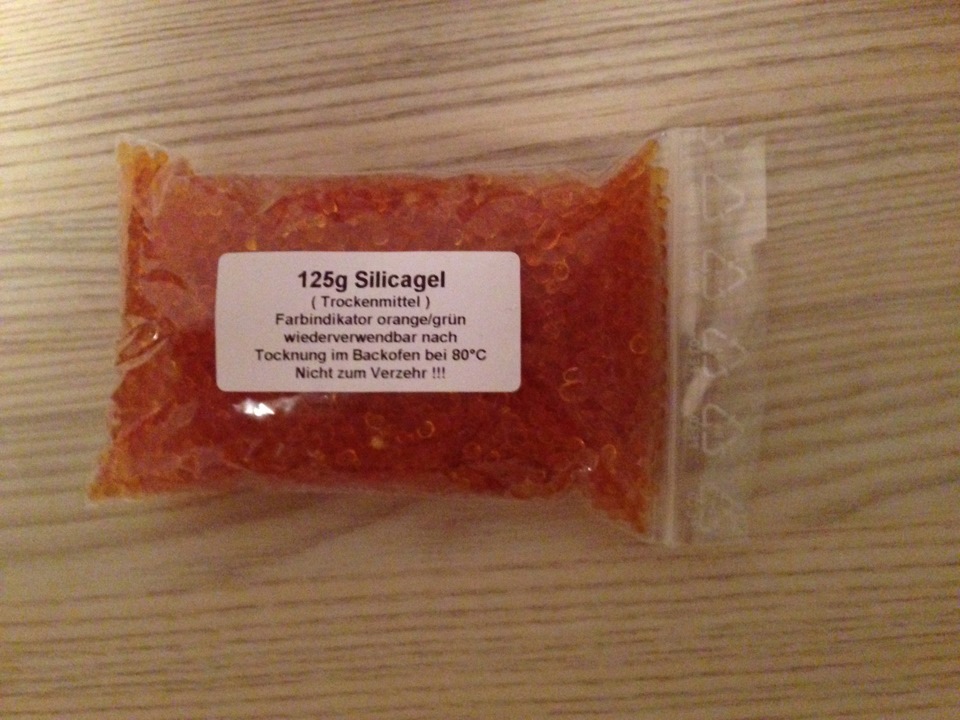 125g Silicagel
( Trockenmittel )
Farbindikator orange/grün
wiederverwendbar nach
Tocknung im Backofen bei 80°C
Nicht zum Verzehr !!!